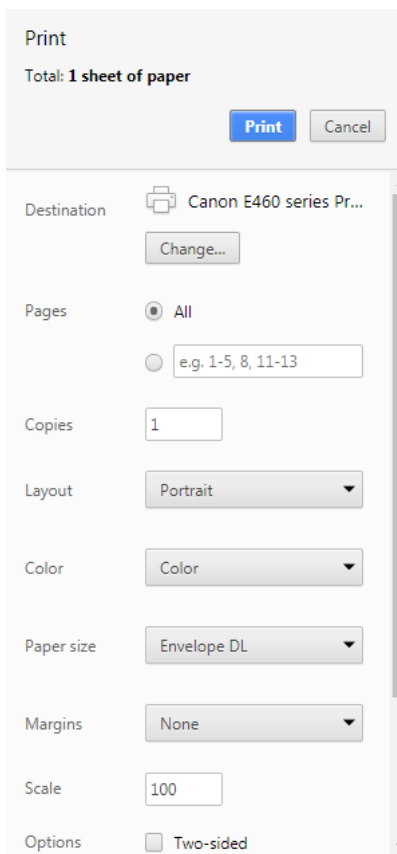 Print
Total: 1 sheet of paper
Print Cancel
Destination Canon E460 series Pr...
Change...
Pages All
e.g. 1-5, 8, 11-13
Copies 1
Layout Portrait
Color Color
Paper size Envelope DL
Margins None
Scale 100
Options Two-sided